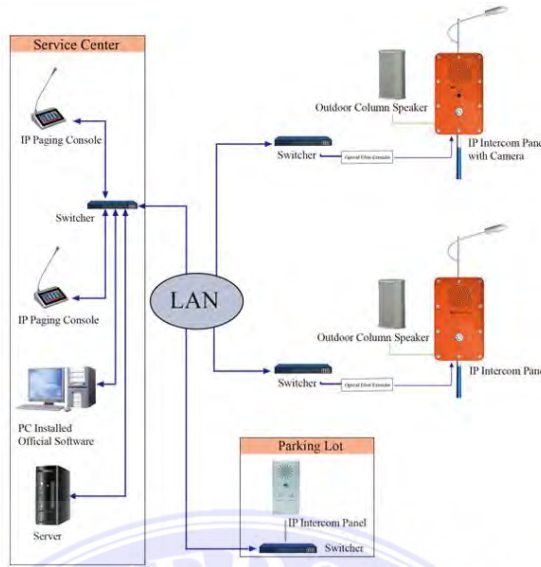 Service Center
IP Paging Console
Switcher
IP Paging Console
PC Installed
Official Software
Server
LAN
Outdoor Column Speaker
IP Intercom Panel
with Camera
Switcher
Outdoor Column Speaker
IP Intercom Panel
Switcher
Parking Lot
IP Intercom Panel
Switcher